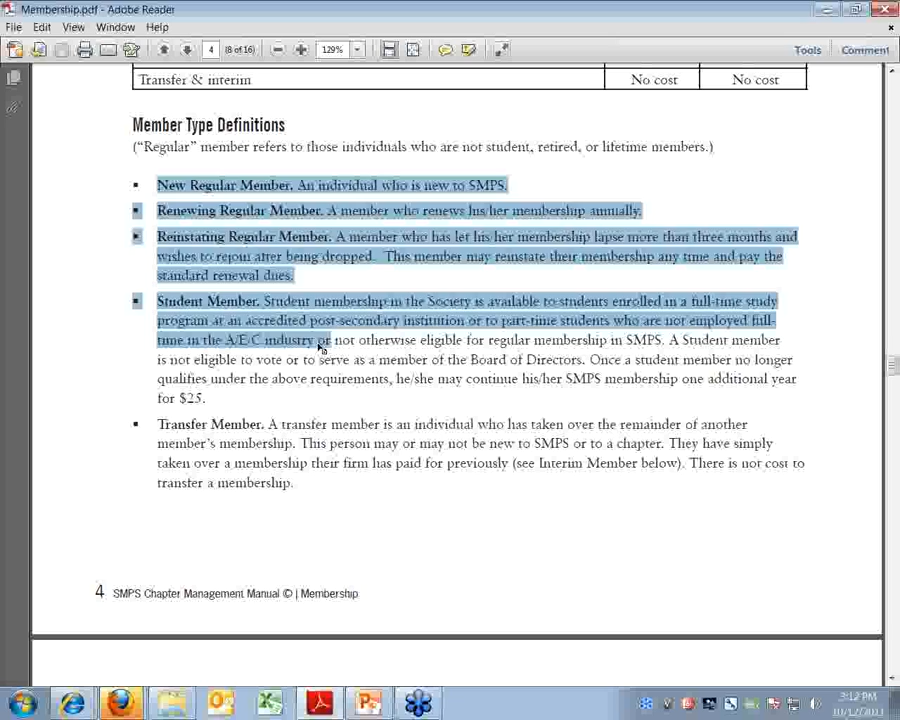 Membership.pdf - Adobe Reader
File Edit View Window Help
4 (8 of 16) 129% Tools Comment
Transfer & interim No cost No cost
Member Type Definitions
("Regular" member refers to those individuals who are not student, retired, or lifetime members.)
▪ New Regular Member. An individual who is new to SMPS.
▪ Renewing Regular Member. A member who renews his/her membership annually.
▪ Reinstating Regular Member. A member who has let his/her membership lapse more than three months and
wishes to rejoin after being dropped. This member may reinstate their membership any time and pay the
standard renewal dues.
▪ Student Member. Student membership in the Society is available to students enrolled in a full-time study
program at an accredited post-secondary institution or to part-time students who are not employed full-
time in the A/E/C industry or not otherwise eligible for regular membership in SMPS. A Student member
is not eligible to vote or to serve as a member of the Board of Directors. Once a student member no longer
qualifies under the above requirements, he/she may continue his/her SMPS membership one additional year
for $25.
▪ Transfer Member. A transfer member is an individual who has taken over the remainder of another
member's membership. This person may or may not be new to SMPS or to a chapter. They have simply
taken over a membership their firm has paid for previously (see Interim Member below). There is not cost to
transfer a membership.
4 SMPS Chapter Management Manual © | Membership
3:12 PM
10/12/2011